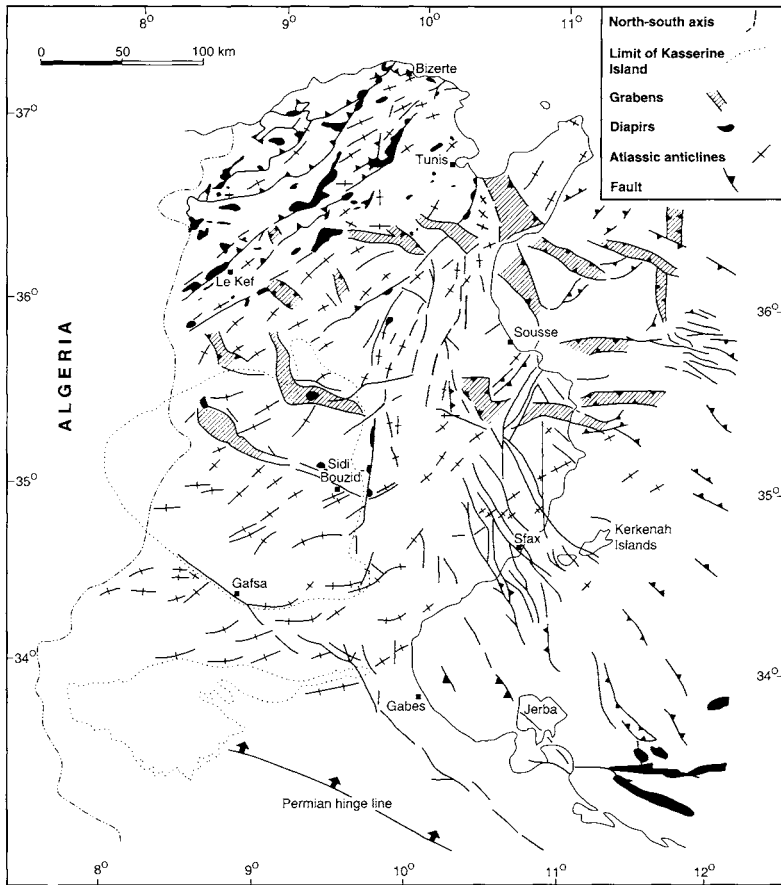 8° 9° 10° 11°
0 50 100 km
North-south axis
Limit of Kasserine
Island
Grabens
Diapirs
Atlassic anticlines
Fault
Bizerte
37°
Tunis
Le Kef
36° 36°
Sousse
ALGERIA
Sidi
Bouzid
35° 35°
Kerkenah
Islands
Sfax
Gafsa
34° 34°
Gabes
Jerba
Permian hinge line
8° 9° 10° 11° 12°